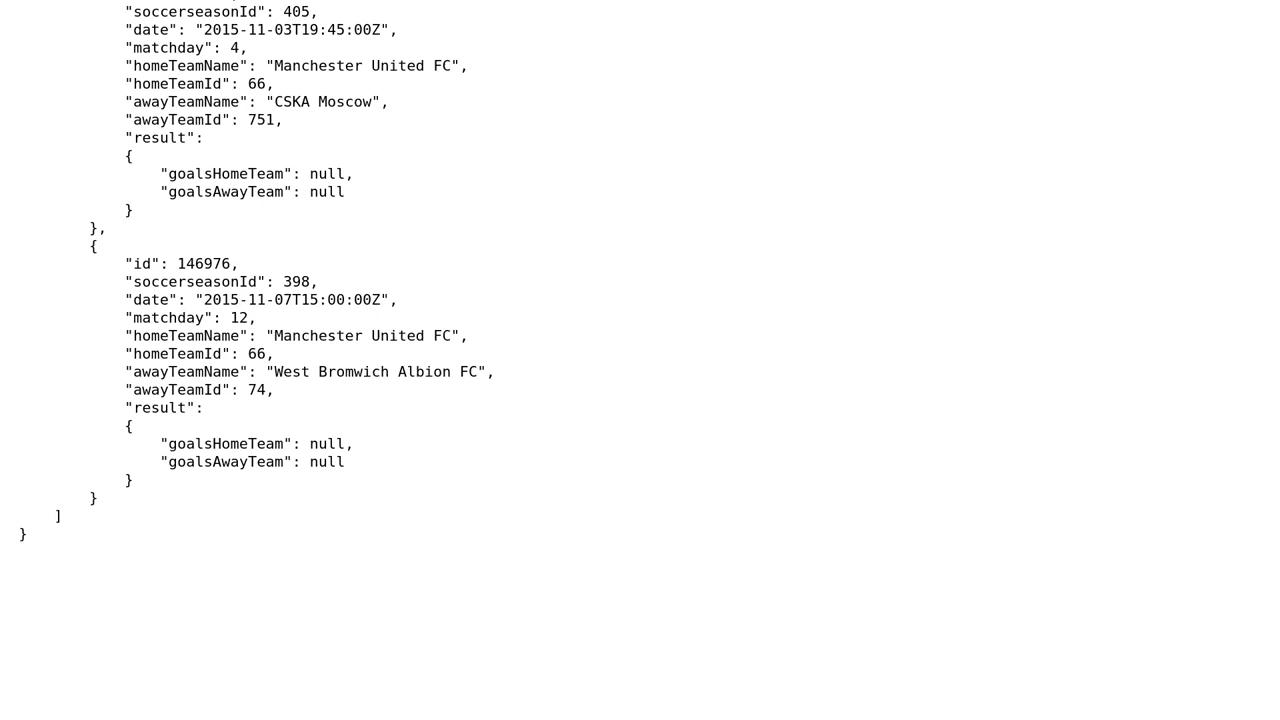 "soccerseasonId": 405,
"date": "2015-11-03T19:45:00Z",
"matchday": 4,
"homeTeamName": "Manchester United FC",
"homeTeamId": 66,
"awayTeamName": "CSKA Moscow",
"awayTeamId": 751,
"result":
{
"goalsHomeTeam": null,
"goalsAwayTeam": null
}
},
{
"id": 146976,
"soccerseasonId": 398,
"date": "2015-11-07T15:00:00Z",
"matchday": 12,
"homeTeamName": "Manchester United FC",
"homeTeamId": 66,
"awayTeamName": "West Bromwich Albion FC",
"awayTeamId": 74,
"result":
{
"goalsHomeTeam": null,
"goalsAwayTeam": null
}
}
]
}